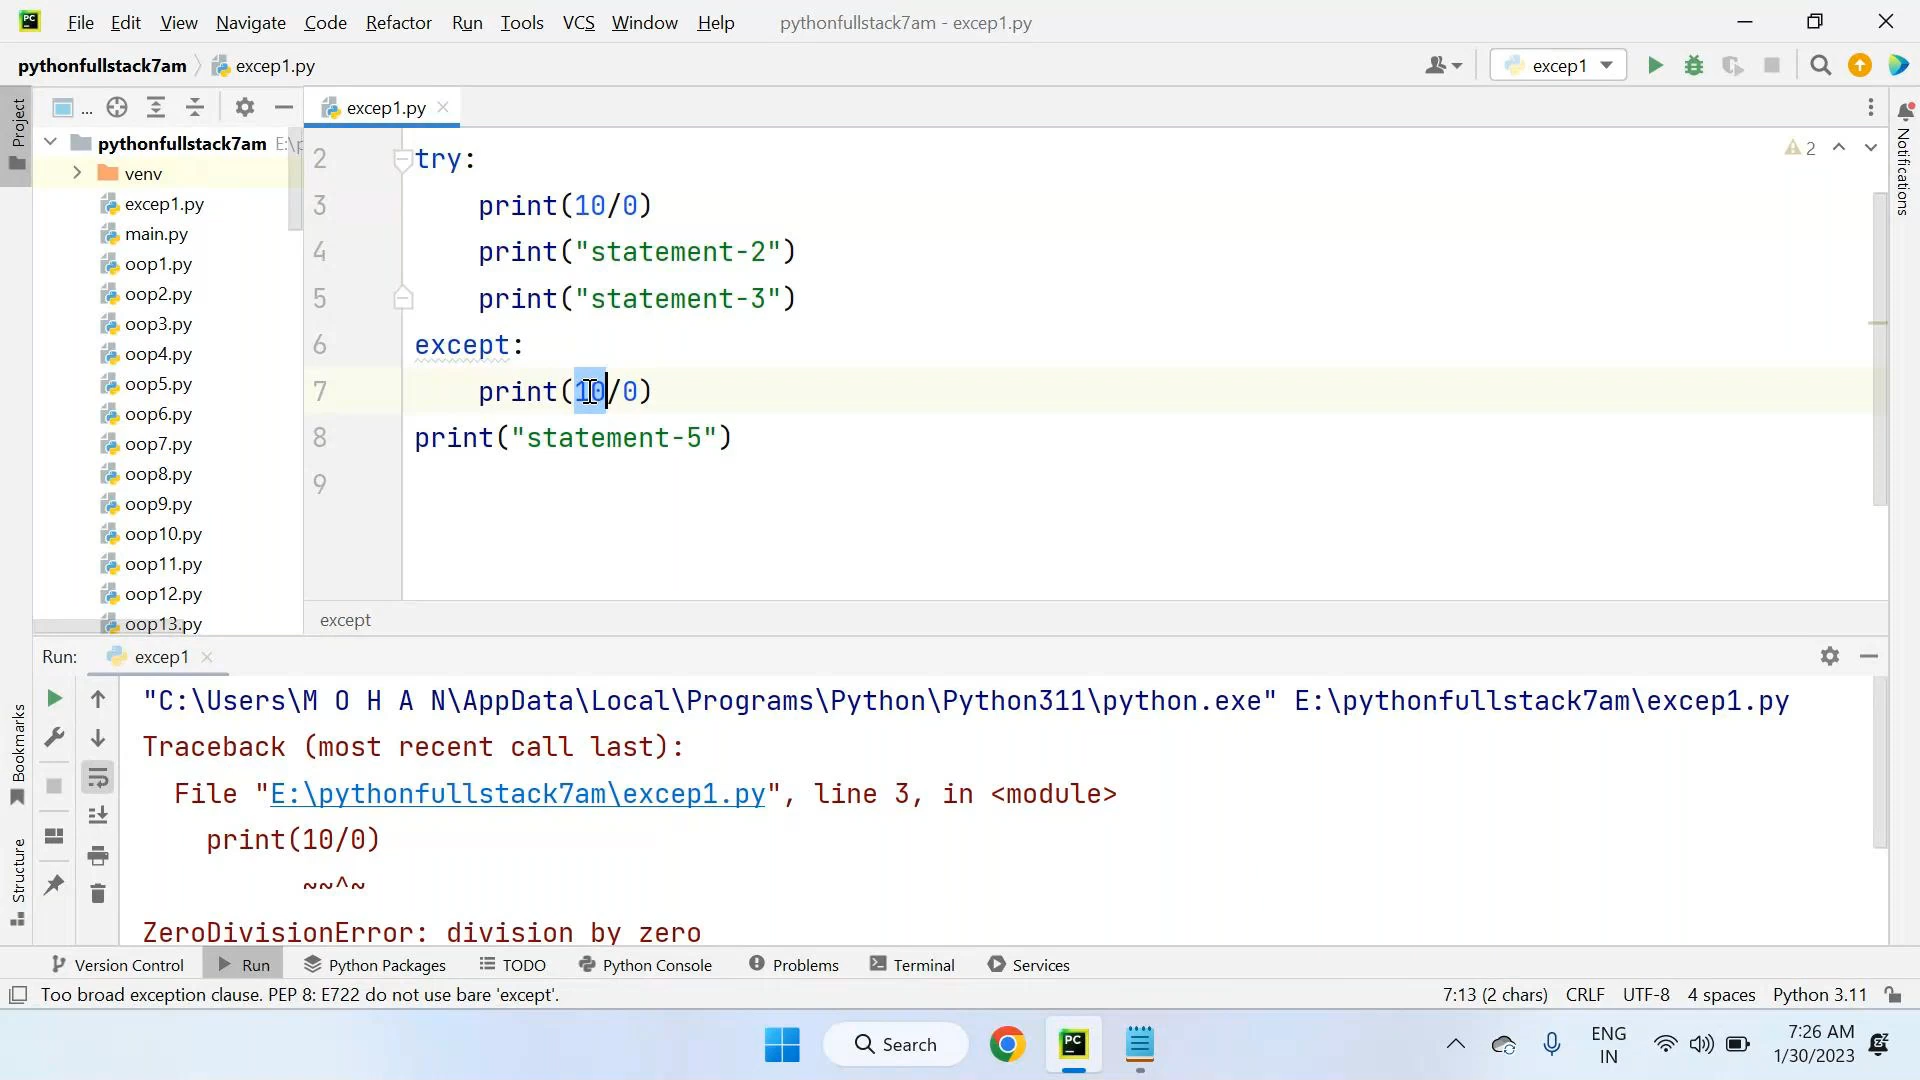 PC File Edit View Navigate Code Refactor Run Tools VCS Window Help pythonfullstack7am - excep1.py
pythonfullstack7am excep1.py excep1
Project
...
excep1.py
pythonfullstack7am E:\p
venv
excep1.py
main.py
oop1.py
oop2.py
oop3.py
oop4.py
oop5.py
oop6.py
oop7.py
oop8.py
oop9.py
oop10.py
oop11.py
oop12.py
oop13.py
2 try:
3 print(10/0)
4 print("statement-2")
5 print("statement-3")
6 except:
7 print(10/0)
8 print("statement-5")
9
2
Notifications
except
Run: excep1
"C:\Users\M O H A N\AppData\Local\Programs\Python\Python311\python.exe" E:\pythonfullstack7am\excep1.py
Traceback (most recent call last):
File "E:\pythonfullstack7am\excep1.py", line 3, in <module>
print(10/0)
~~^~
ZeroDivisionError: division by zero
Bookmarks
Structure
Version Control Run Python Packages TODO Python Console Problems Terminal Services
Too broad exception clause. PEP 8: E722 do not use bare 'except'. 7:13 (2 chars) CRLF UTF-8 4 spaces Python 3.11
Search
PC
ENG
IN
7:26 AM
1/30/2023